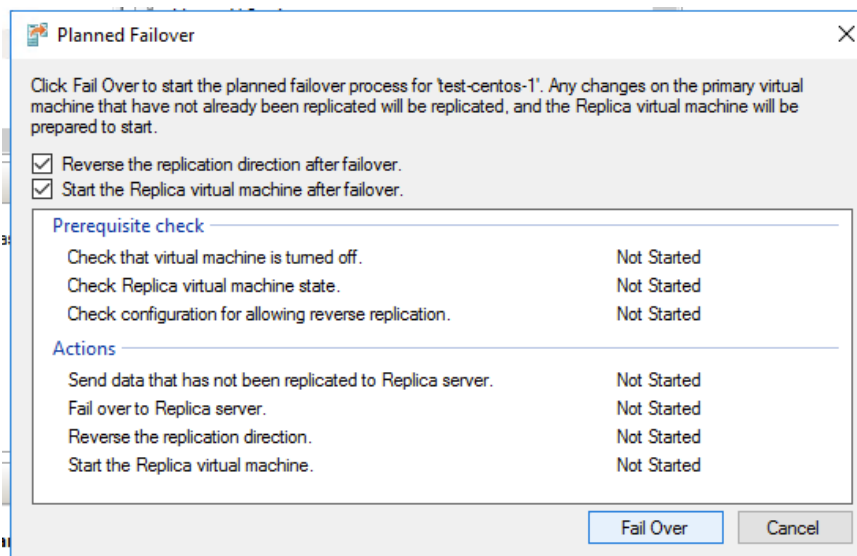 Planned Failover
Click Fail Over to start the planned failover process for 'test-centos-1'. Any changes on the primary virtual
machine that have not already been replicated will be replicated, and the Replica virtual machine will be
prepared to start.
Reverse the replication direction after failover.
Start the Replica virtual machine after failover.
Prerequisite check
Check that virtual machine is turned off. Not Started
Check Replica virtual machine state. Not Started
Check configuration for allowing reverse replication. Not Started
Actions
Send data that has not been replicated to Replica server. Not Started
Fail over to Replica server. Not Started
Reverse the replication direction. Not Started
Start the Replica virtual machine. Not Started
Fail Over Cancel